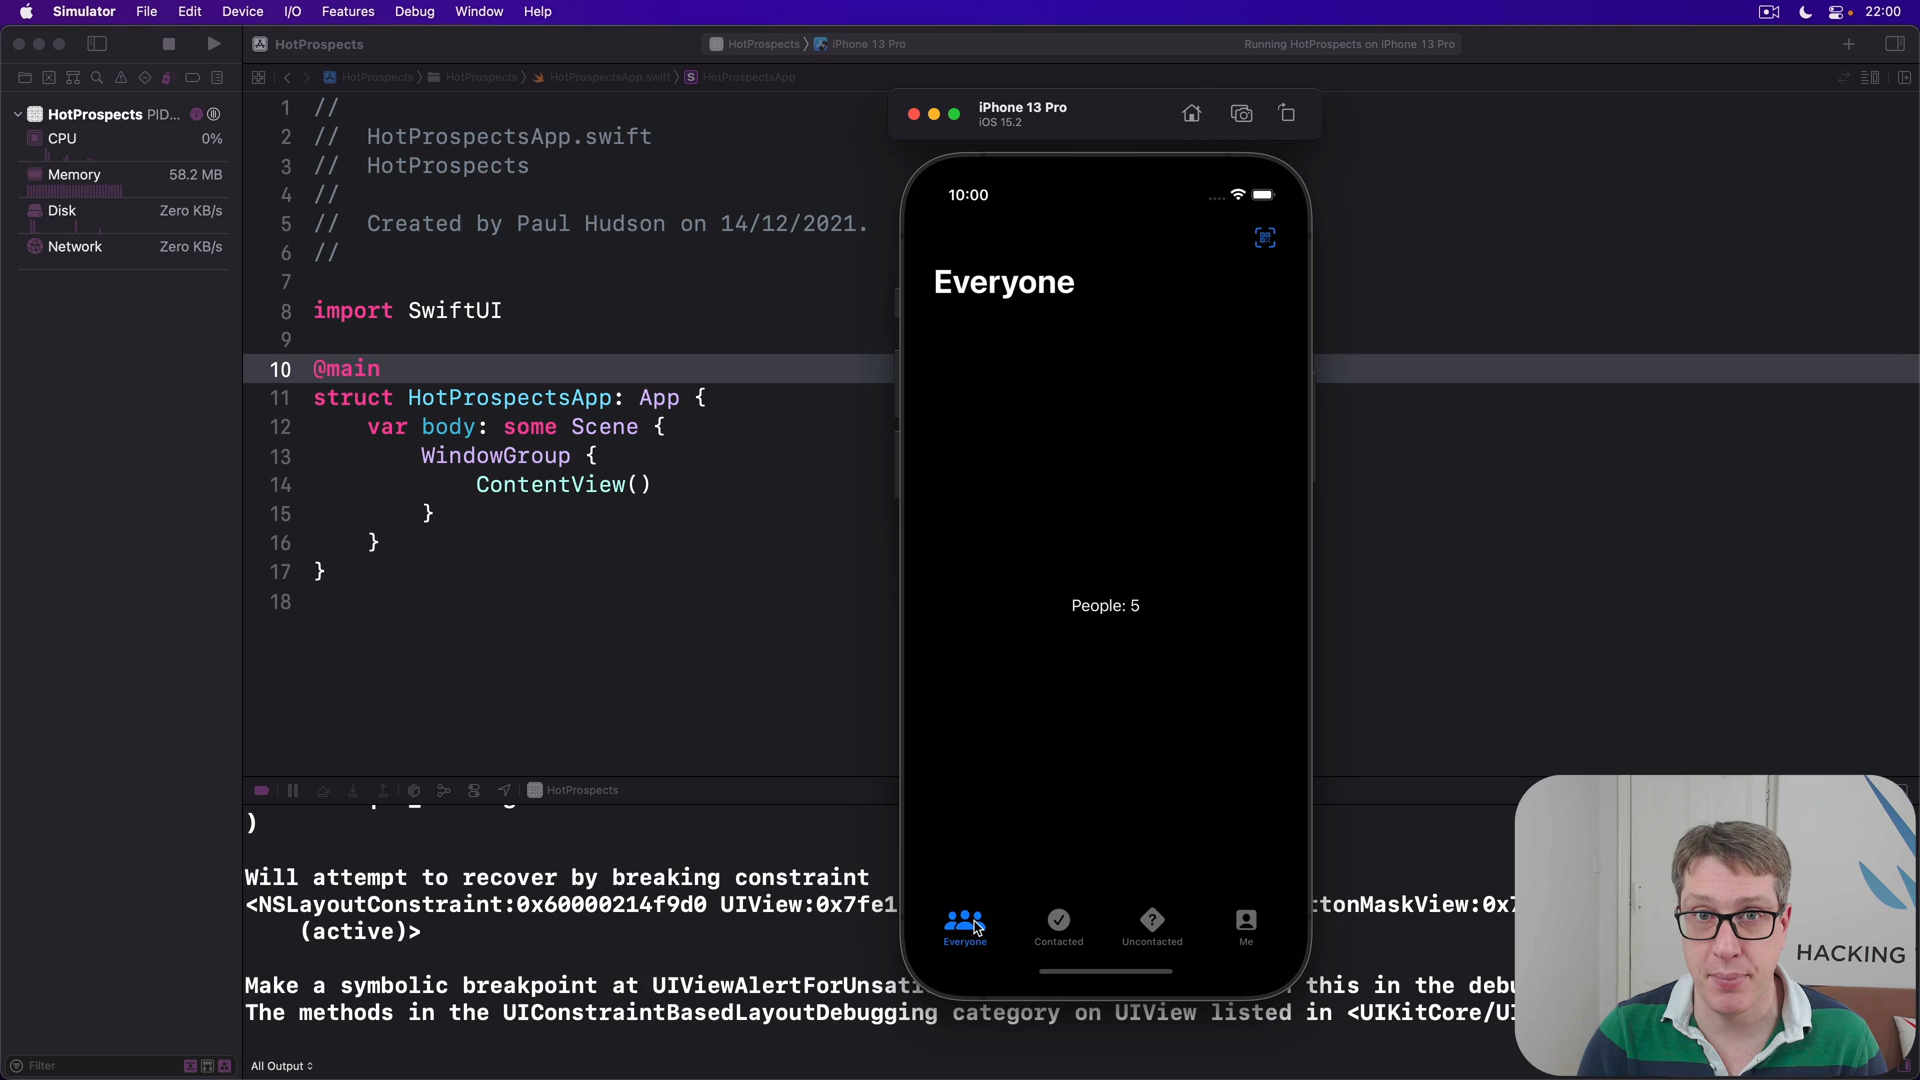 Simulator File Edit Device I/O Features Debug Window Help 22:00
HotProspects HotProspects iPhone 13 Pro Running HotProspects on iPhone 13 Pro
HotProspects HotProspects HotProspectsApp.swift S HotProspectsApp
HotProspects PID...
CPU 0%
Memory 58.2 MB
Disk Zero KB/s
Network Zero KB/s
1 //
2 // HotProspectsApp.swift
3 // HotProspects
4 //
5 // Created by Paul Hudson on 14/12/2021.
6 //
7
8 import SwiftUI
9
10 @main
11 struct HotProspectsApp: App {
12 var body: some Scene {
13 WindowGroup {
14 ContentView()
15 }
16 }
17 }
18
iPhone 13 Pro
iOS 15.2
10:00
Everyone
People: 5
Everyone Contacted Uncontacted Me
HotProspects
)
Will attempt to recover by breaking constraint
<NSLayoutConstraint:0x60000214f9d0 UIView:0x7fe1 tonMaskView:0x7
(active)>
Make a symbolic breakpoint at UIViewAlertForUnsati this in the debu
The methods in the UIConstraintBasedLayoutDebugging category on UIView listed in <UIKitCore/UI
HACKING
Filter All Output